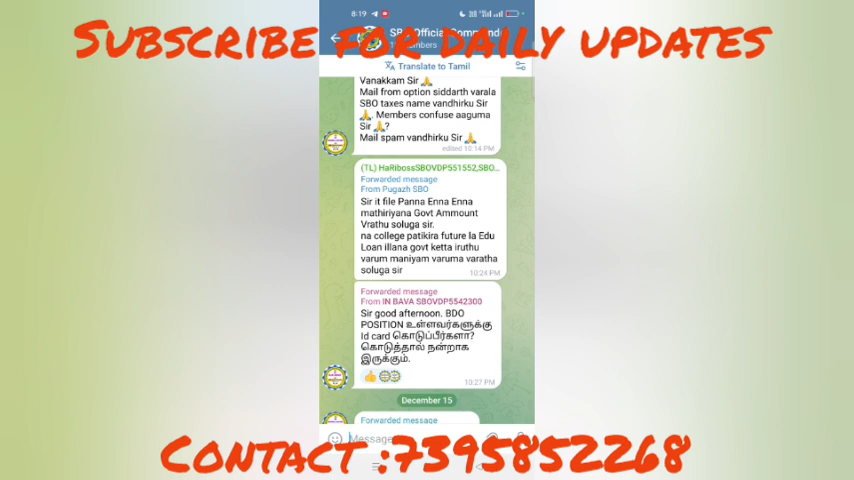 8:19
Subscribe for daily updates
Translate to Tamil
Vanakkam Sir 🙏
Mail from option siddarth varala
SBO taxes name vandhirku Sir
🙏. Members confuse aaguma
Sir 🙏?
Mail spam vandhirku Sir 🙏
edited 10:14 PM
(TL) HaRibossSBOVDP551552,SBO...
Forwarded message
From Pugazh SBO
Sir it file Panna Enna Enna
mathiriyana Govt Ammount
Vrathu soluga sir.
na college patikira future la Edu
Loan illana govt ketta iruthu
varum maniyam varuma varatha
soluga sir
10:24 PM
Forwarded message
From IN BAVA SBOVDP5542300
Sir good afternoon. BDO
POSITION உள்ளவர்களுக்கு
Id card கொடுப்பீர்களா?
கொடுத்தால் நன்றாக
இருக்கும்.
10:27 PM
December 15
Forwarded message
Message
Contact :7395852268